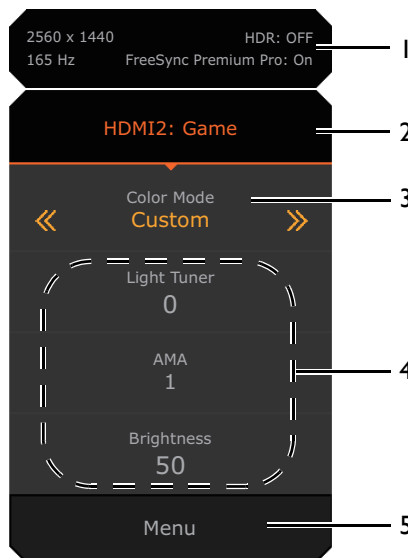 2560 x 1440 HDR: OFF
165 Hz FreeSync Premium Pro: On
1
HDMI2: Game
2
Color Mode
3
Custom
Light Tuner
0
AMA
4
1
Brightness
50
Menu
5